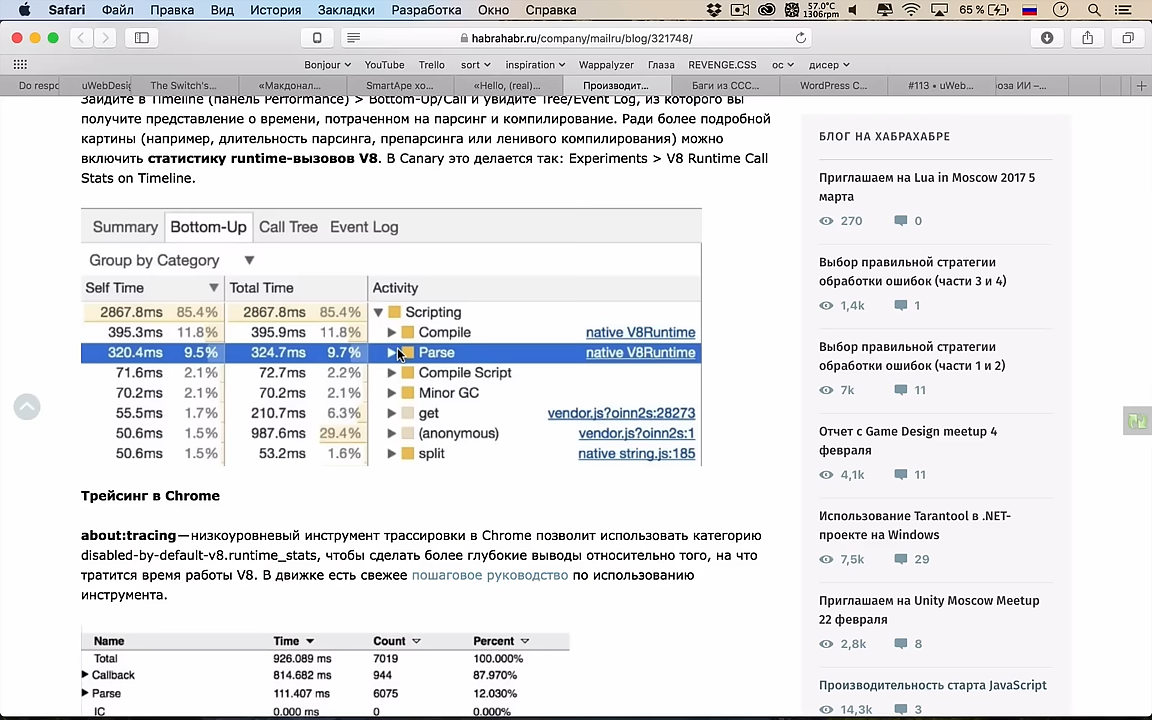 Safari Файл Правка Вид История Закладки Разработка Окно Справка 57.0°C 1306rpm 65 %
habrahabr.ru/company/mailru/blog/321748/
Bonjour YouTube Trello sort inspiration Wappalyzer Глаза REVENGE.CSS ос дисер
Do respo uWebDesig The Switch's... «Макдонал... SmartApe хо... «Hello, (real)... Производит... Баги из ССС... WordPress C... #113 • uWeb... юза ИИ –...
Зайдите в Timeline (панель Performance) > Bottom-Up/Call и увидите Tree/Event Log, из которого вы
получите представление о времени, потраченном на парсинг и компилирование. Ради более подробной
картины (например, длительность парсинга, препарсинга или ленивого компилирования) можно
включить статистику runtime-вызовов V8. В Canary это делается так: Experiments > V8 Runtime Call
Stats on Timeline.
Summary Bottom-Up Call Tree Event Log
Group by Category ▼
Self Time ▼ Total Time Activity
2867.8ms 85.4% 2867.8ms 85.4% ▼ Scripting
395.3ms 11.8% 395.9ms 11.8% ▶ Compile native V8Runtime
320.4ms 9.5% 324.7ms 9.7% ▶ Parse native V8Runtime
71.6ms 2.1% 72.7ms 2.2% ▶ Compile Script
70.2ms 2.1% 70.2ms 2.1% ▶ Minor GC
55.5ms 1.7% 210.7ms 6.3% ▶ get vendor.js?oinn2s:28273
50.6ms 1.5% 987.6ms 29.4% ▶ (anonymous) vendor.js?oinn2s:1
50.6ms 1.5% 53.2ms 1.6% ▶ split native string.js:185
Трейсинг в Chrome
about:tracing—низкоуровневый инструмент трассировки в Chrome позволит использовать категорию
disabled-by-default-v8.runtime_stats, чтобы сделать более глубокие выводы относительно того, на что
тратится время работы V8. В движке есть свежее пошаговое руководство по использованию
инструмента.
Name Time ▼ Count Percent
Total 926.089 ms 7019 100.000%
▶ Callback 814.682 ms 944 87.970%
▶ Parse 111.407 ms 6075 12.030%
IC 0.000 ms 0 0.000%
БЛОГ НА ХАБРАХАБРЕ
Приглашаем на Lua in Moscow 2017 5
марта
270 0
Выбор правильной стратегии
обработки ошибок (части 3 и 4)
1,4k 1
Выбор правильной стратегии
обработки ошибок (части 1 и 2)
7k 11
Отчет с Game Design meetup 4
февраля
4,1k 11
Использование Tarantool в .NET-
проекте на Windows
7,5k 29
Приглашаем на Unity Moscow Meetup
22 февраля
2,8k 8
Производительность старта JavaScript
14,3k 3